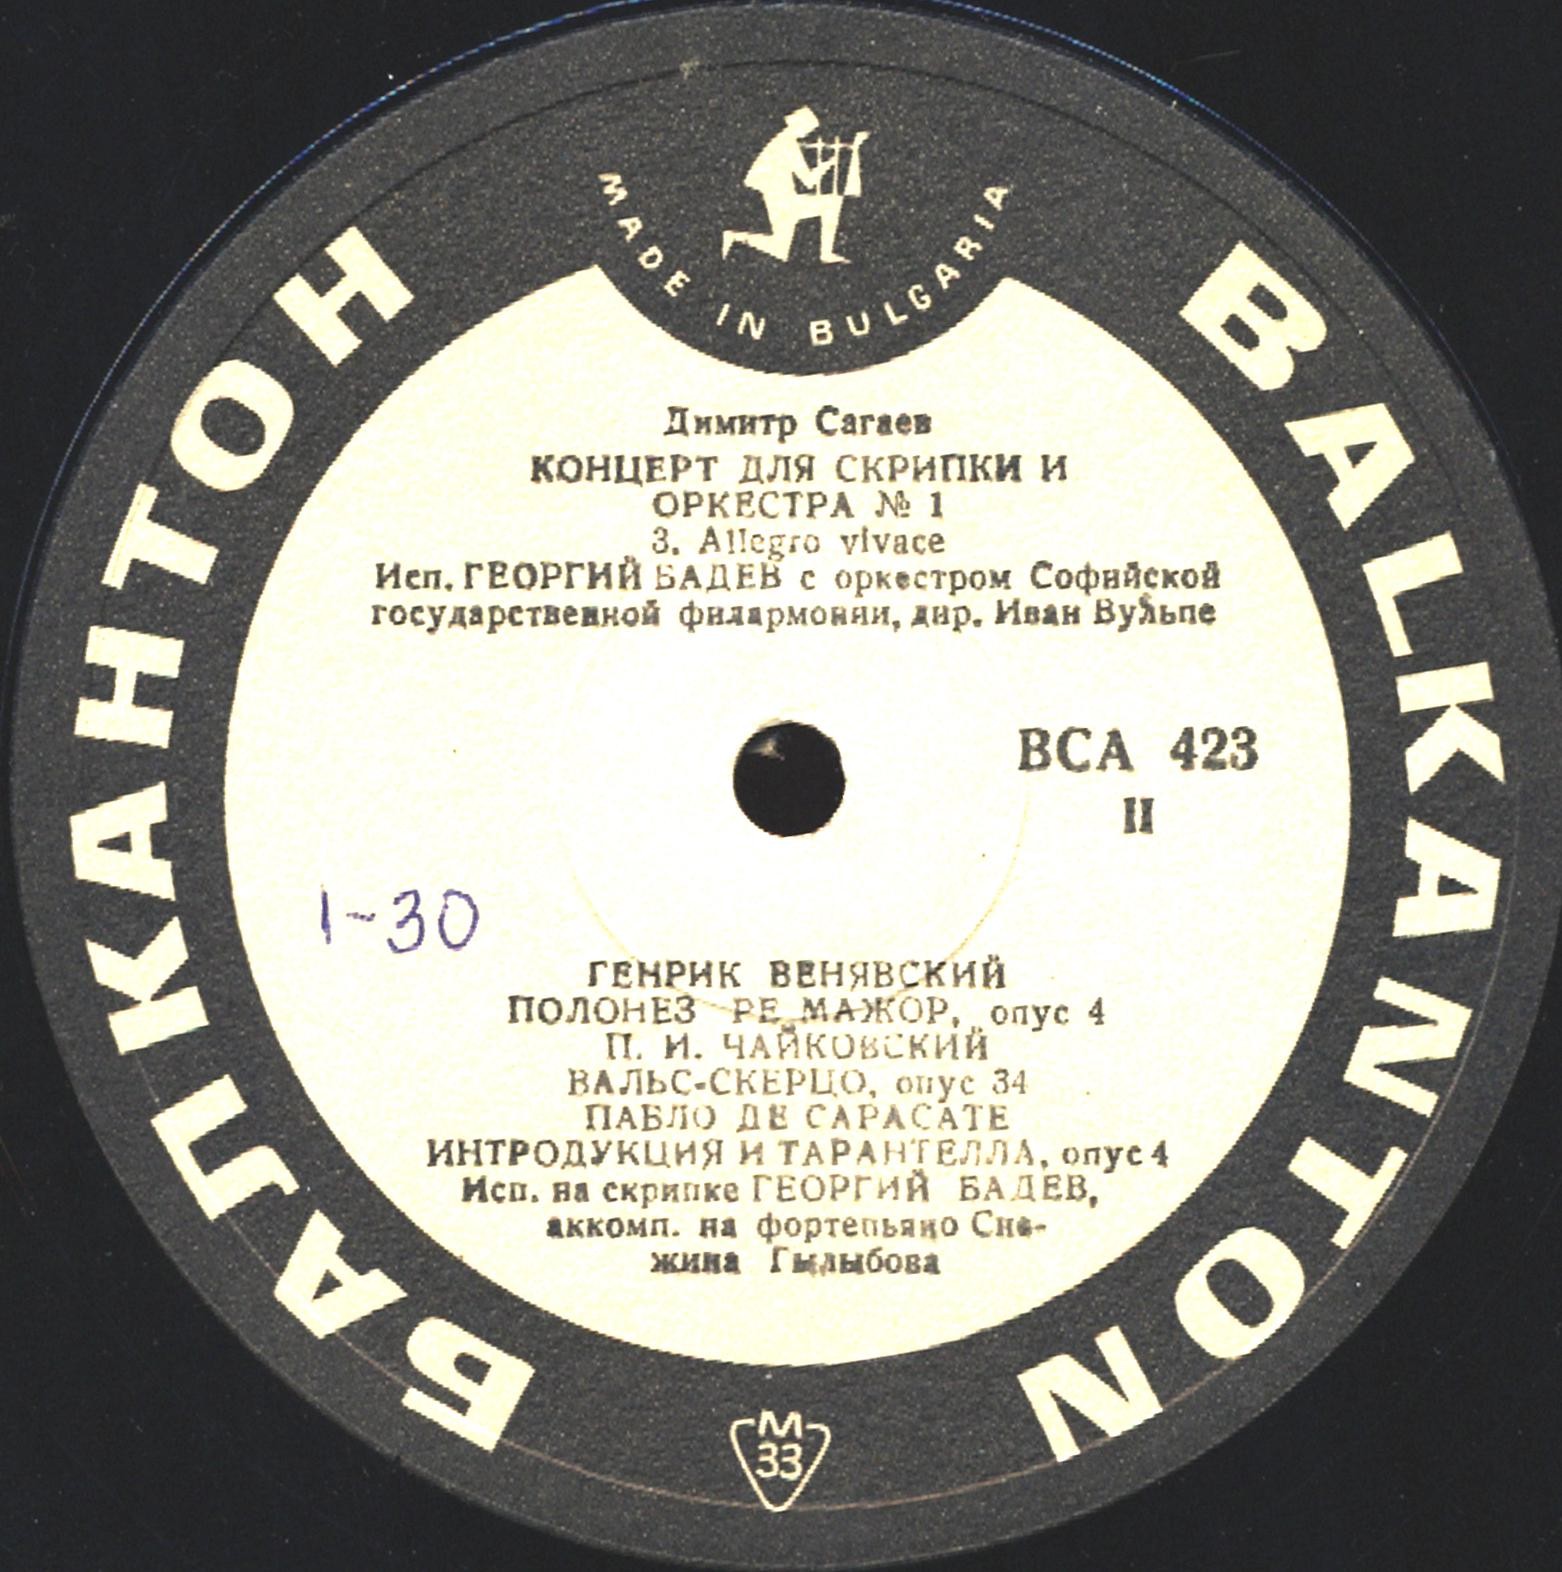 MADE IN BULGARIA
БАЛКАНТОН
BALKANTON
Димитр Сагаев
КОНЦЕРТ ДЛЯ СКРИПКИ И
ОРКЕСТРА № 1
3. Allegro vivace
Исп. ГЕОРГИЙ БАДЕВ с оркестром Софийской
государственной филармонии, дир. Иван Вульпе
ВСА 423
II
1-30
ГЕНРИК ВЕНЯВСКИЙ
ПОЛОНЕЗ РЕ МАЖОР, опус 4
П. И. ЧАЙКОВСКИЙ
ВАЛЬС-СКЕРЦО, опус 34
ПАБЛО ДЕ САРАСАТЕ
ИНТРОДУКЦИЯ И ТАРАНТЕЛЛА, опус 4
Исп. на скрипке ГЕОРГИЙ БАДЕВ,
аккомп. на фортепьяно Сне-
жина Гылыбова
М
33